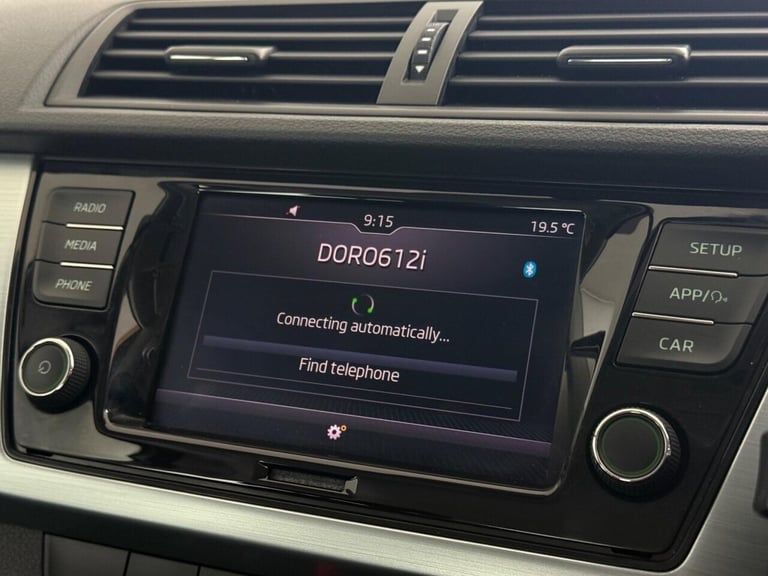 9:15
19.5 °C
DORO612i
Connecting automatically...
Find telephone
RADIO
MEDIA
PHONE
SETUP
APP/
CAR